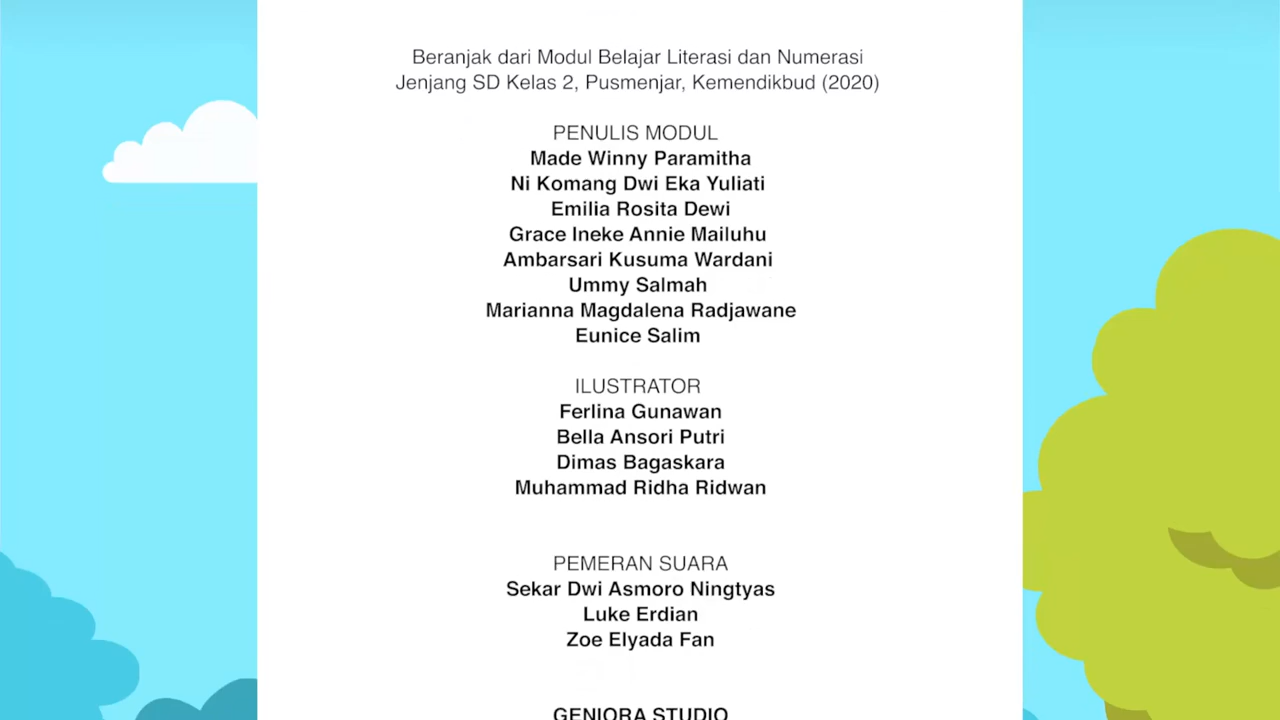 Beranjak dari Modul Belajar Literasi dan Numerasi
Jenjang SD Kelas 2, Pusmenjar, Kemendikbud (2020)
PENULIS MODUL
Made Winny Paramitha
Ni Komang Dwi Eka Yuliati
Emilia Rosita Dewi
Grace Ineke Annie Mailuhu
Ambarsari Kusuma Wardani
Ummy Salmah
Marianna Magdalena Radjawane
Eunice Salim
ILUSTRATOR
Ferlina Gunawan
Bella Ansori Putri
Dimas Bagaskara
Muhammad Ridha Ridwan
PEMERAN SUARA
Sekar Dwi Asmoro Ningtyas
Luke Erdian
Zoe Elyada Fan
GENIORA STUDIO